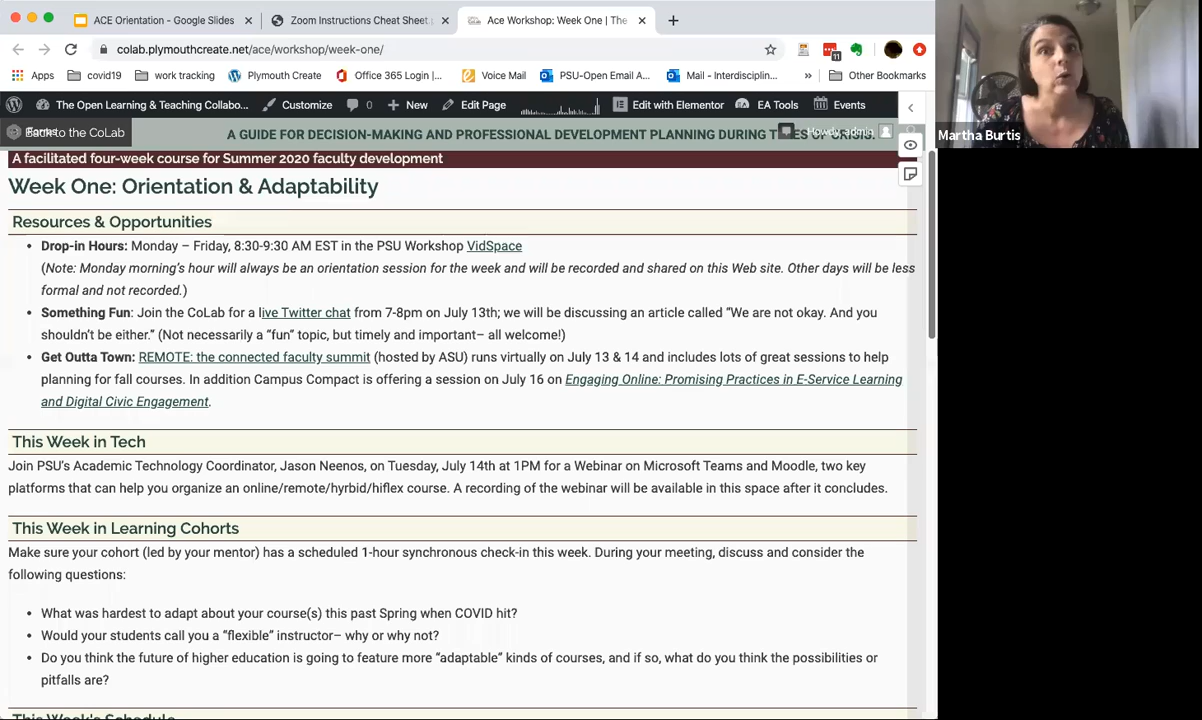 ACE Orientation - Google Slides
Zoom Instructions Cheat Sheet.
Ace Workshop: Week One | The
colab.plymouthcreate.net/ace/workshop/week-one/
11
Apps covid19 work tracking Plymouth Create Office 365 Login |... Voice Mail PSU-Open Email A... Mail - Interdisciplin... » Other Bookmarks
The Open Learning & Teaching Collabo... Customize 0 New Edit Page Edit with Elementor EA Tools Events
Back to the CoLab
A GUIDE FOR DECISION-MAKING AND PROFESSIONAL DEVELOPMENT PLANNING DURING OF CRISIS.
Howdy, admin
Martha Burtis
A facilitated four-week course for Summer 2020 faculty development
Week One: Orientation & Adaptability
Resources & Opportunities
• Drop-in Hours: Monday – Friday, 8:30-9:30 AM EST in the PSU Workshop VidSpace
(Note: Monday morning's hour will always be an orientation session for the week and will be recorded and shared on this Web site. Other days will be less
formal and not recorded.)
• Something Fun: Join the CoLab for a live Twitter chat from 7-8pm on July 13th; we will be discussing an article called “We are not okay. And you
shouldn't be either.” (Not necessarily a “fun” topic, but timely and important– all welcome!)
• Get Outta Town: REMOTE: the connected faculty summit (hosted by ASU) runs virtually on July 13 & 14 and includes lots of great sessions to help
planning for fall courses. In addition Campus Compact is offering a session on July 16 on Engaging Online: Promising Practices in E-Service Learning
and Digital Civic Engagement.
This Week in Tech
Join PSU's Academic Technology Coordinator, Jason Neenos, on Tuesday, July 14th at 1PM for a Webinar on Microsoft Teams and Moodle, two key
platforms that can help you organize an online/remote/hyrbid/hiflex course. A recording of the webinar will be available in this space after it concludes.
This Week in Learning Cohorts
Make sure your cohort (led by your mentor) has a scheduled 1-hour synchronous check-in this week. During your meeting, discuss and consider the
following questions:
• What was hardest to adapt about your course(s) this past Spring when COVID hit?
• Would your students call you a “flexible” instructor– why or why not?
• Do you think the future of higher education is going to feature more “adaptable” kinds of courses, and if so, what do you think the possibilities or
pitfalls are?
This Week's Schedule